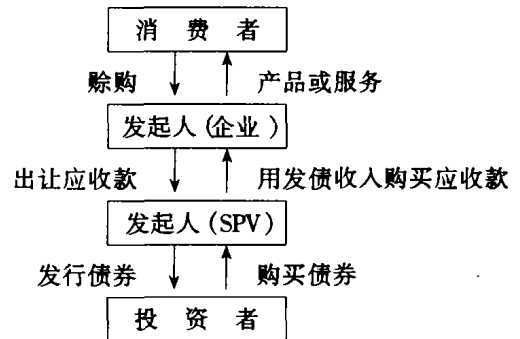 消 费 者
赊购 产品或服务
发起人(企业)
出让应收款 用发债收入购买应收款
发起人(SPV)
发行债券 购买债券
投 资 者